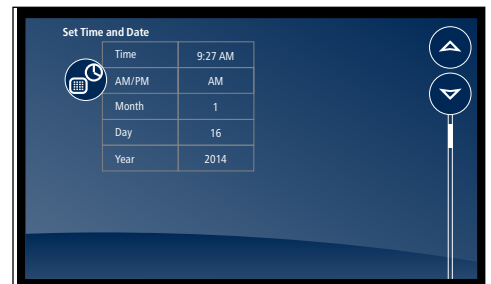 Set Time and Date
Time 9:27 AM
AM/PM AM
Month 1
Day 16
Year 2014